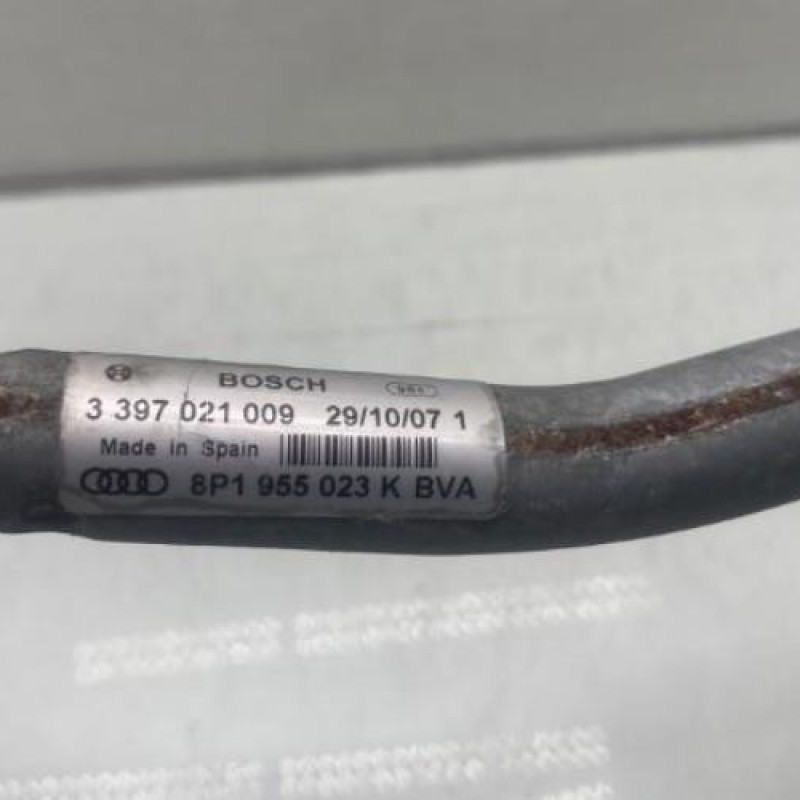 BOSCH
3 397 021 009 29/10/07 1
Made in Spain
8P1 955 023 K BVA